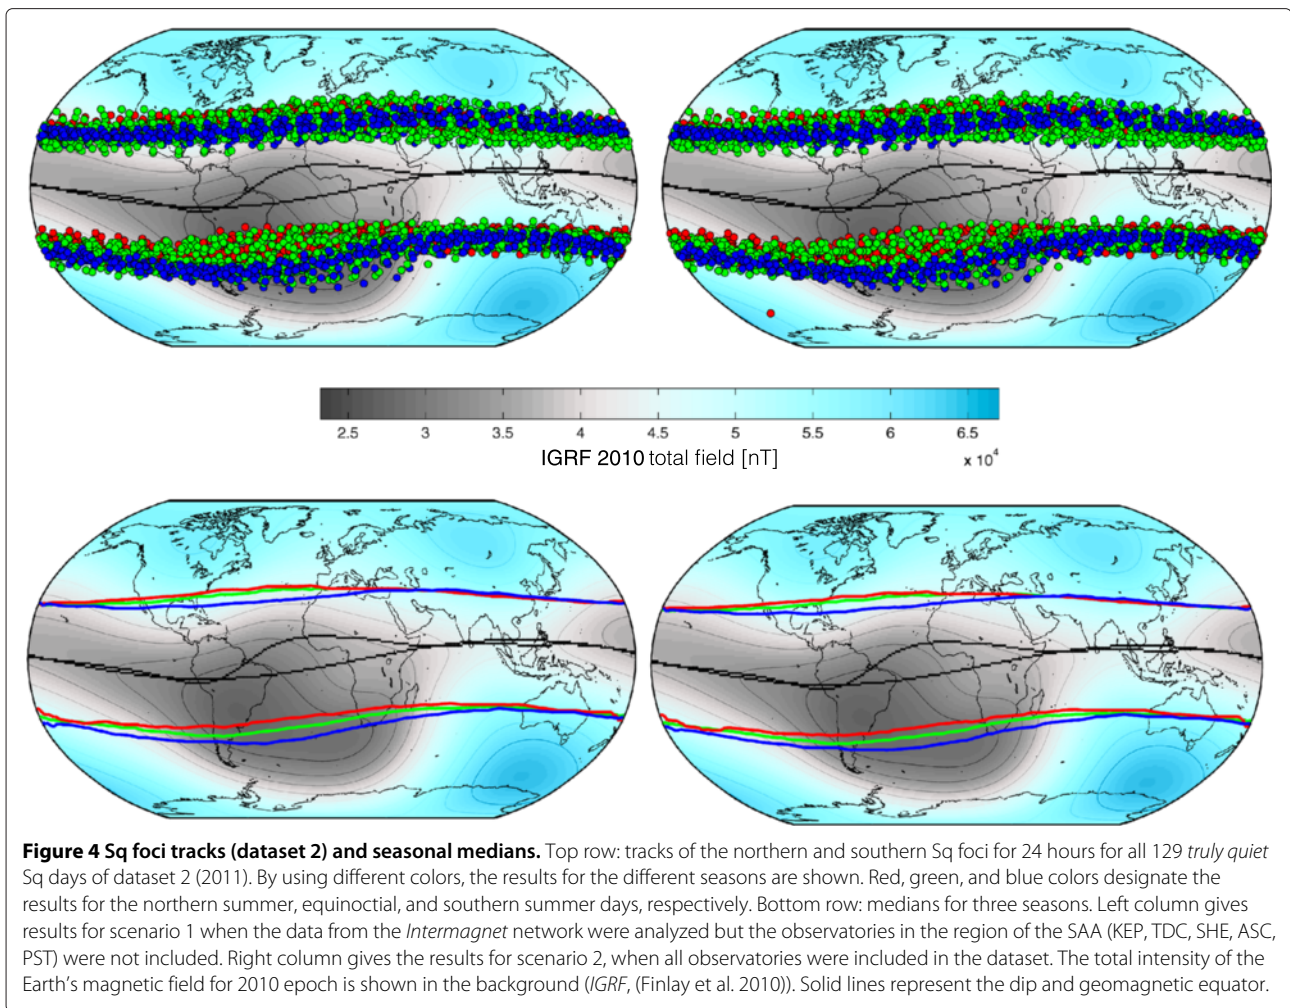 2.5 3 3.5 4 4.5 5 5.5 6 6.5
IGRF 2010 total field [nT]
x 10⁴
Figure 4 Sq foci tracks (dataset 2) and seasonal medians. Top row: tracks of the northern and southern Sq foci for 24 hours for all 129 truly quiet
Sq days of dataset 2 (2011). By using different colors, the results for the different seasons are shown. Red, green, and blue colors designate the
results for the northern summer, equinoctial, and southern summer days, respectively. Bottom row: medians for three seasons. Left column gives
results for scenario 1 when the data from the Intermagnet network were analyzed but the observatories in the region of the SAA (KEP, TDC, SHE, ASC,
PST) were not included. Right column gives the results for scenario 2, when all observatories were included in the dataset. The total intensity of the
Earth's magnetic field for 2010 epoch is shown in the background (IGRF, (Finlay et al. 2010)). Solid lines represent the dip and geomagnetic equator.